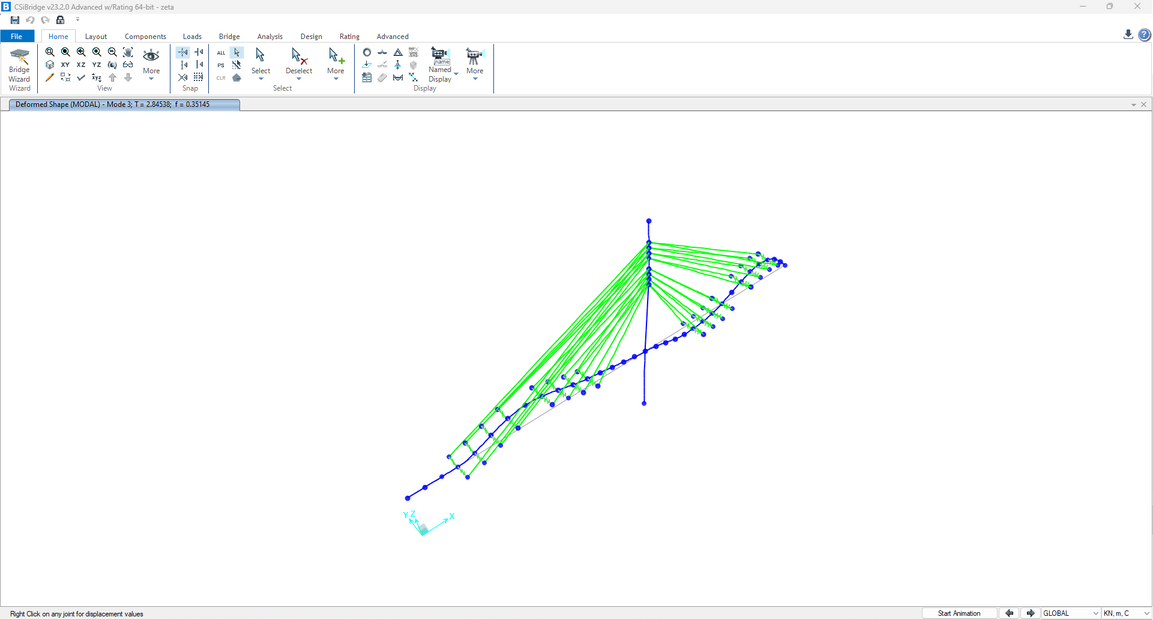 CSiBridge v23.2.0 Advanced w/Rating 64-bit - zeta
File Home Layout Components Loads Bridge Analysis Design Rating Advanced
Bridge Wizard
Wizard
XY XZ YZ
More
View
Snap
ALL
PS
CLR
Select
Deselect
More
Select
name
Named Display
More
Display
Deformed Shape (MODAL) - Mode 3; T = 2.84538; f = 0.35145
Y Z X
Right Click on any joint for displacement values
Start Animation
GLOBAL
KN, m, C